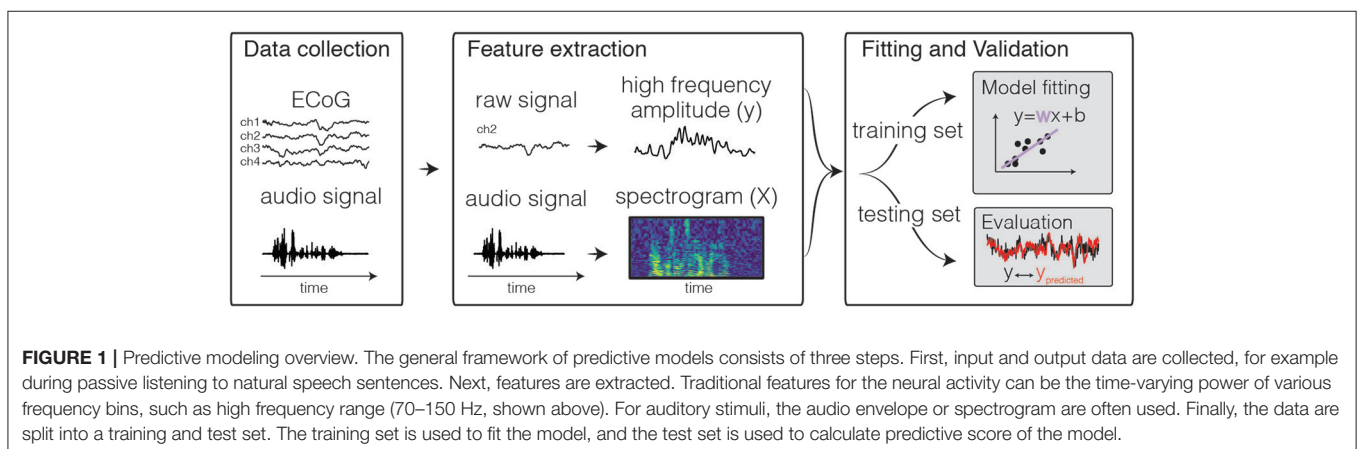 Data collection
ECoG
ch1
ch2
ch3
ch4
audio signal
time
Feature extraction
raw signal
ch2
high frequency
amplitude (y)
audio signal
time
spectrogram (X)
time
Fitting and Validation
training set
testing set
Model fitting
y=wx+b
Evaluation
y ↔ y predicted
FIGURE 1 | Predictive modeling overview. The general framework of predictive models consists of three steps. First, input and output data are collected, for example
during passive listening to natural speech sentences. Next, features are extracted. Traditional features for the neural activity can be the time-varying power of various
frequency bins, such as high frequency range (70–150 Hz, shown above). For auditory stimuli, the audio envelope or spectrogram are often used. Finally, the data are
split into a training and test set. The training set is used to fit the model, and the test set is used to calculate predictive score of the model.